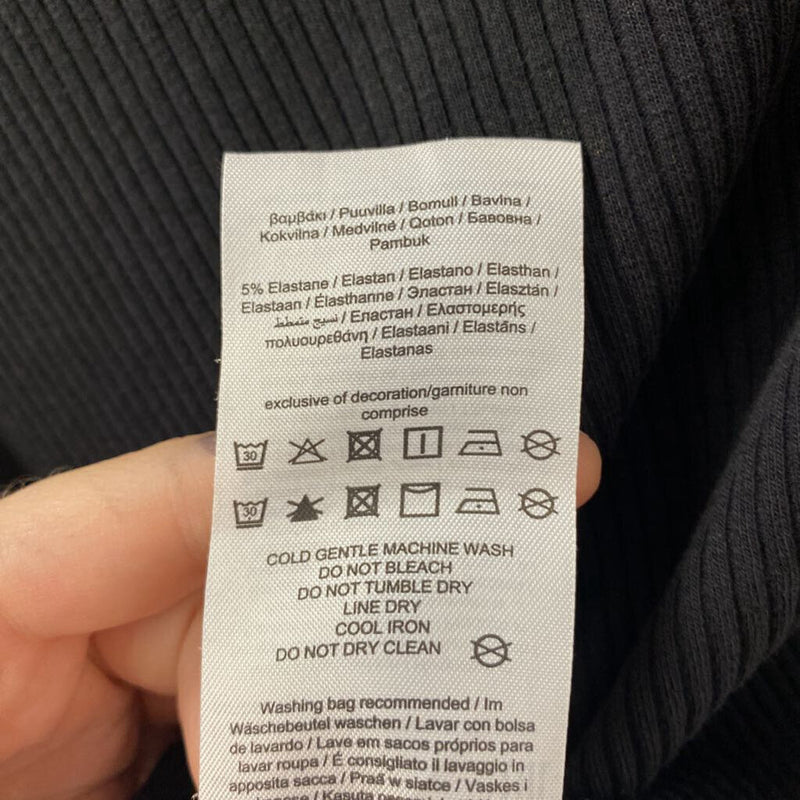 βαμβάκι / Puuvilla / Bomull / Bavlna /
Kokvilna / Medvilnė / Qoton / Бавовна /
Pambuk
5% Elastane / Elastan / Elastano / Elasthan /
Elastaan / Élasthanne / Эластан / Elasztán /
نسيج متمطط / Еластан / Ελαστομερής
πολυουρεθάνη / Elastaani / Elastāns /
Elastanas
exclusive of decoration/garniture non
comprise
30
30
COLD GENTLE MACHINE WASH
DO NOT BLEACH
DO NOT TUMBLE DRY
LINE DRY
COOL IRON
DO NOT DRY CLEAN
Washing bag recommended / Im
Wäschebeutel waschen / Lavar con bolsa
de lavardo / Lave em sacos próprios para
lavar roupa / É consigliato il lavaggio in
apposita sacca / Prać w siatce / Vaskes i
/ Kasuta